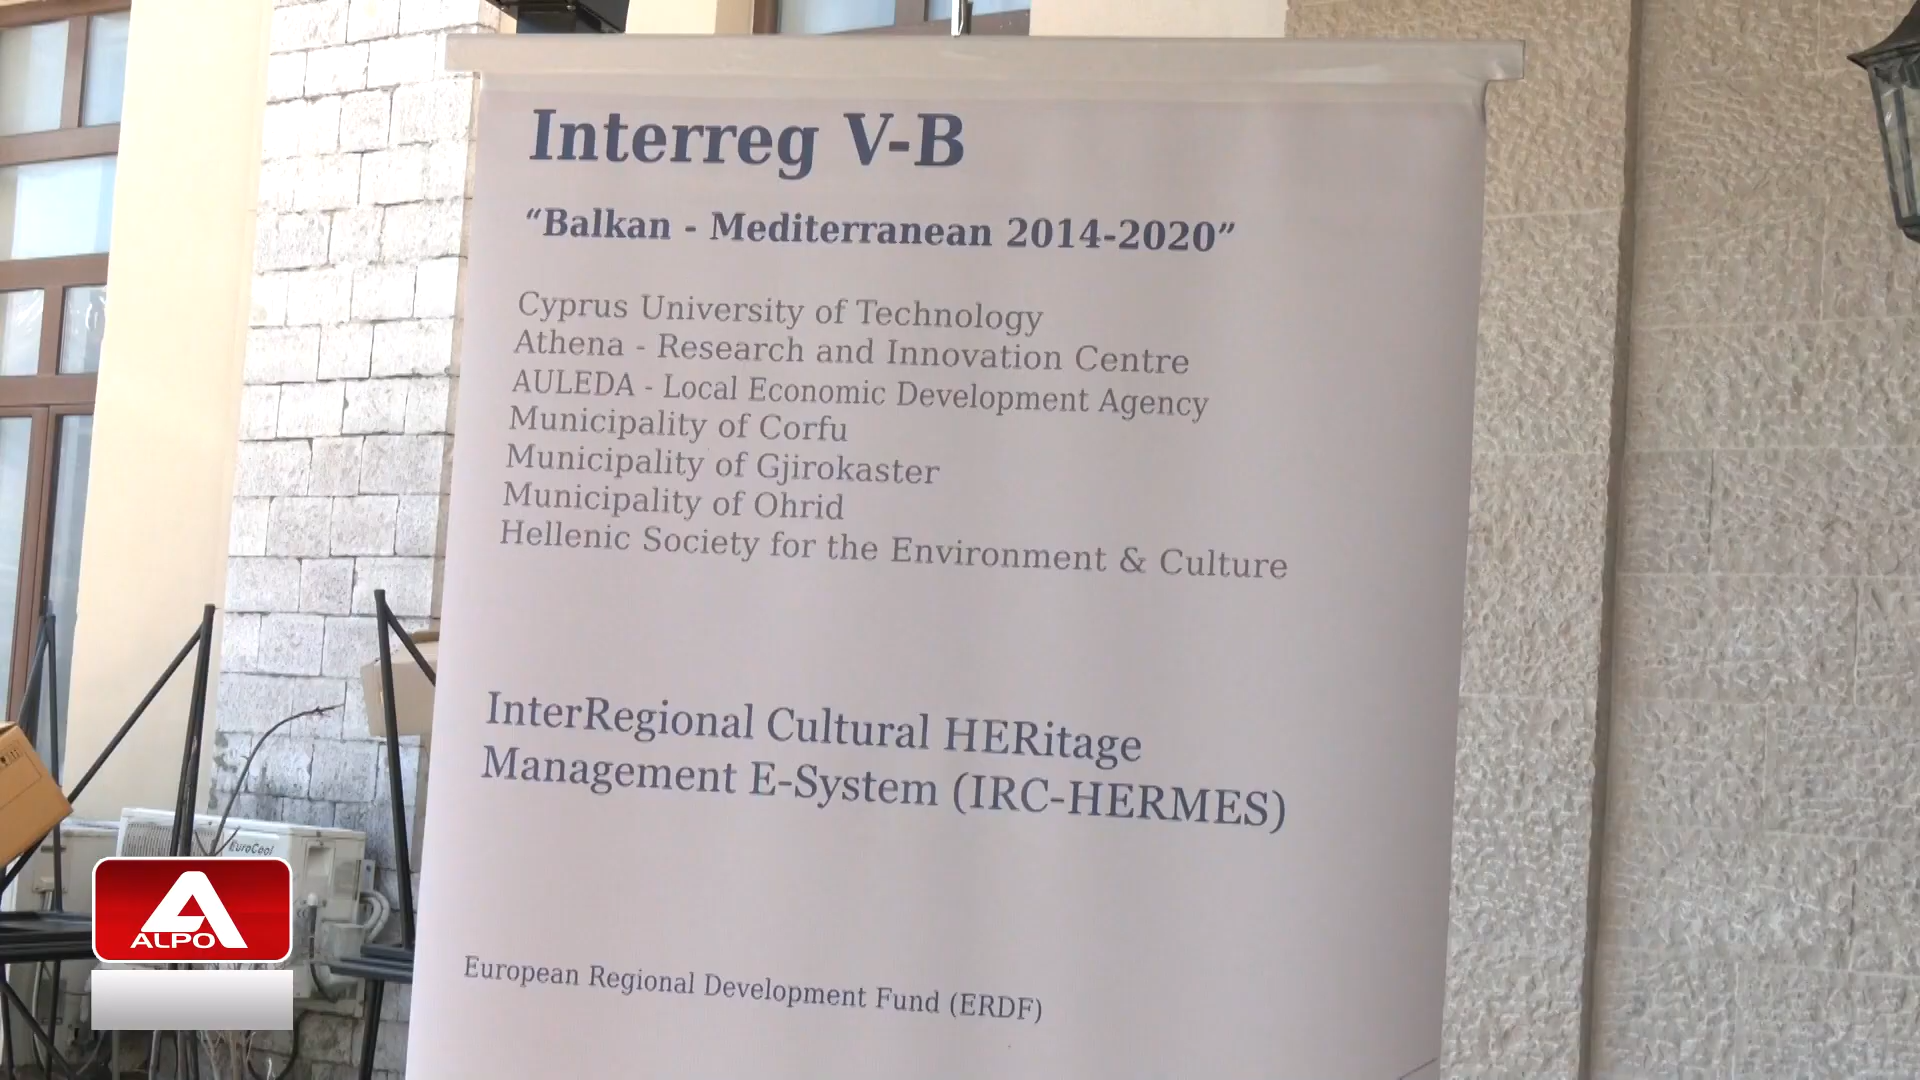 Interreg V-B
“Balkan - Mediterranean 2014-2020”
Cyprus University of Technology
Athena - Research and Innovation Centre
AULEDA - Local Economic Development Agency
Municipality of Corfu
Municipality of Gjirokaster
Municipality of Ohrid
Hellenic Society for the Environment & Culture
InterRegional Cultural HERitage
Management E-System (IRC-HERMES)
European Regional Development Fund (ERDF)
EuroCool
ALPO